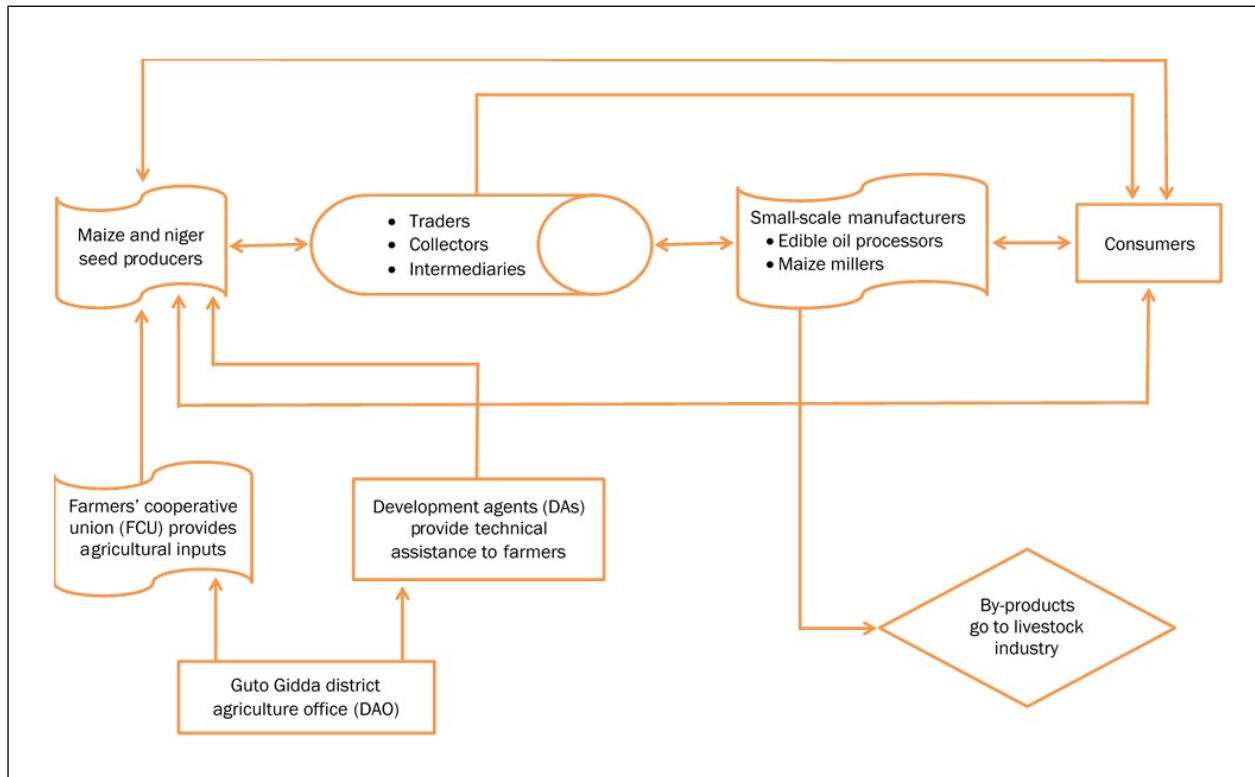 Maize and niger
seed producers
• Traders
• Collectors
• Intermediaries
Small-scale manufacturers
• Edible oil processors
• Maize millers
Consumers
Farmers’ cooperative
union (FCU) provides
agricultural inputs
Development agents (DAs)
provide technical
assistance to farmers
By-products
go to livestock
industry
Guto Gidda district
agriculture office (DAO)